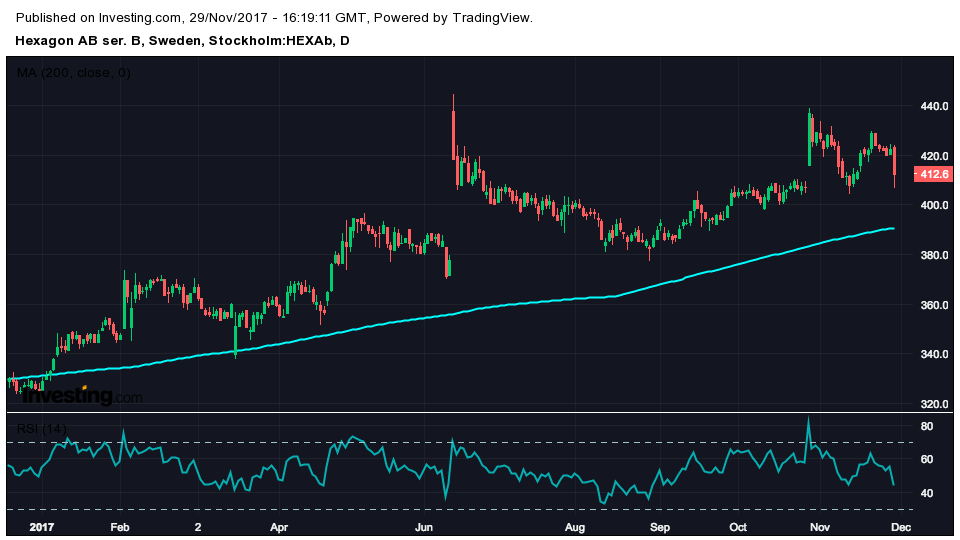 Published on Investing.com, 29/Nov/2017 - 16:19:11 GMT, Powered by TradingView.
Hexagon AB ser. B, Sweden, Stockholm:HEXAb, D
MA (200, close, 0)
440.0
420.0
412.6
400.0
380.0
360.0
340.0
320.0
Investing.com
RSI (14)
80
60
40
2017 Feb 2 Apr Jun Aug Sep Oct Nov Dec